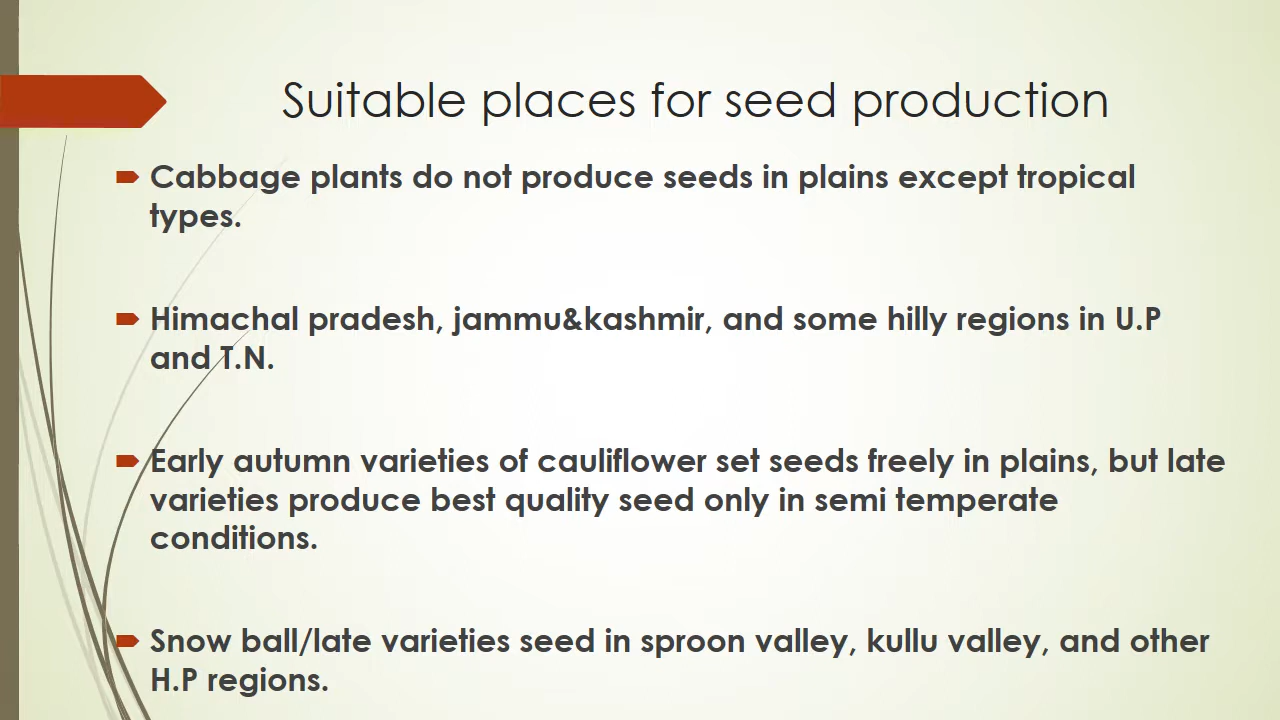 Suitable places for seed production
Cabbage plants do not produce seeds in plains except tropical
types.
Himachal pradesh, jammu&kashmir, and some hilly regions in U.P
and T.N.
Early autumn varieties of cauliflower set seeds freely in plains, but late
varieties produce best quality seed only in semi temperate
conditions.
Snow ball/late varieties seed in sproon valley, kullu valley, and other
H.P regions.